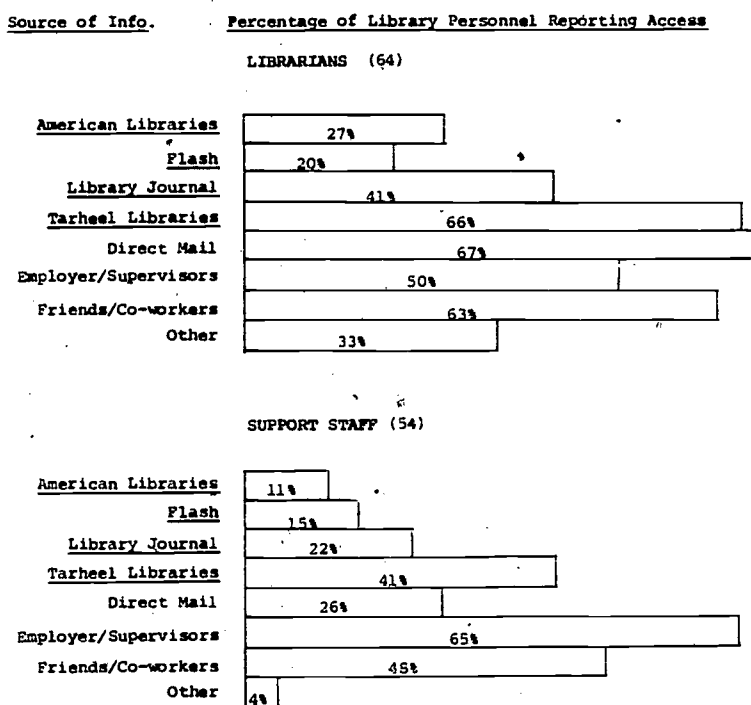 Source of Info. Percentage of Library Personnel Reporting Access
LIBRARIANS (64)
American Libraries 27%
Flash 20%
Library Journal 41%
Tarheel Libraries 66%
Direct Mail 67%
Employer/Supervisors 50%
Friends/Co-workers 63%
Other 33%
SUPPORT STAFF (54)
American Libraries 11%
Flash 15%
Library Journal 22%
Tarheel Libraries 41%
Direct Mail 26%
Employer/Supervisors 65%
Friends/Co-workers 48%
Other 4%